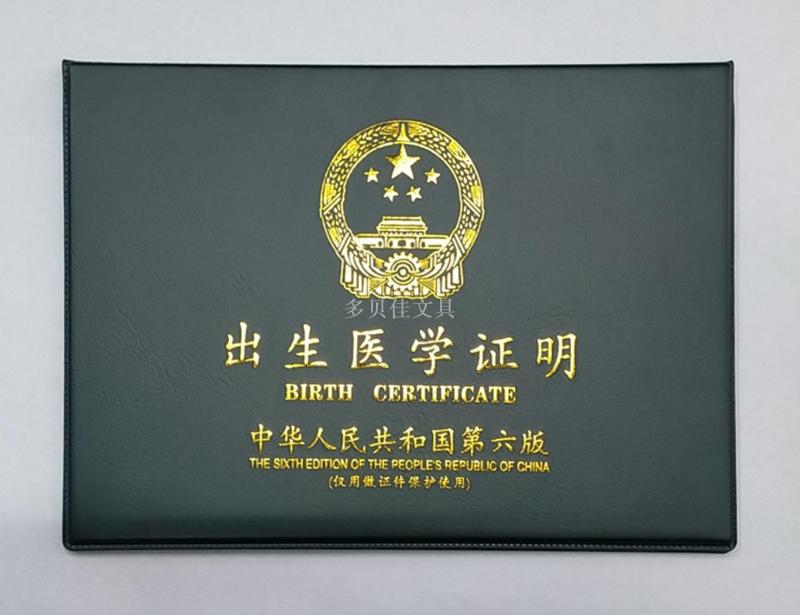 多贝佳文具
出生医学证明
BIRTH CERTIFICATE
中华人民共和国第六版
THE SIXTH EDITION OF THE PEOPLE'S REPUBLIC OF CHINA
(仅用做证件保护使用)